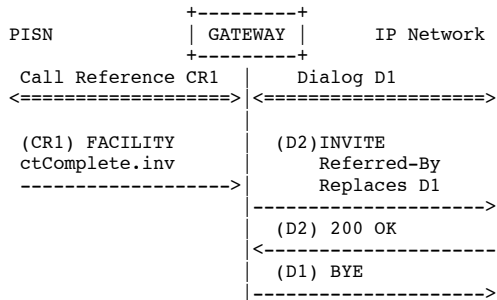 +---------+
PISN                | GATEWAY |      IP Network
                    +---------+
 Call Reference CR1  |    Dialog D1
<===================>|<====================>
                     |
 (CR1) FACILITY      |  (D2)INVITE
 ctComplete.inv      |      Referred-By
 ------------------->|      Replaces D1
                     |--------------------->
                     |  (D2) 200 OK
                     |<---------------------
                     |  (D1) BYE
                     |--------------------->